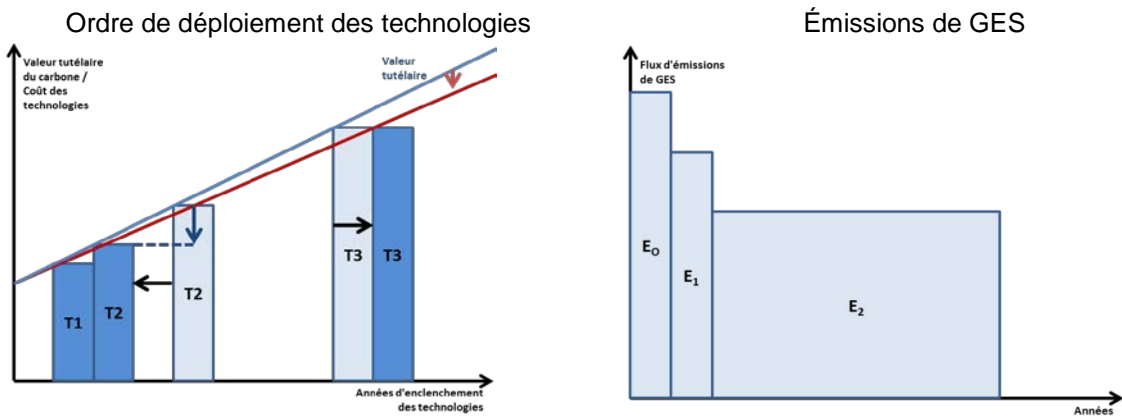 Ordre de déploiement des technologies
Valeur tutélaire
du carbone /
Coût des
technologies
Valeur
tutélaire
T1
T2
T2
T3
T3
Années d'enclenchement
des technologies
Émissions de GES
Flux d'émissions
de GES
E0
E1
E2
Années